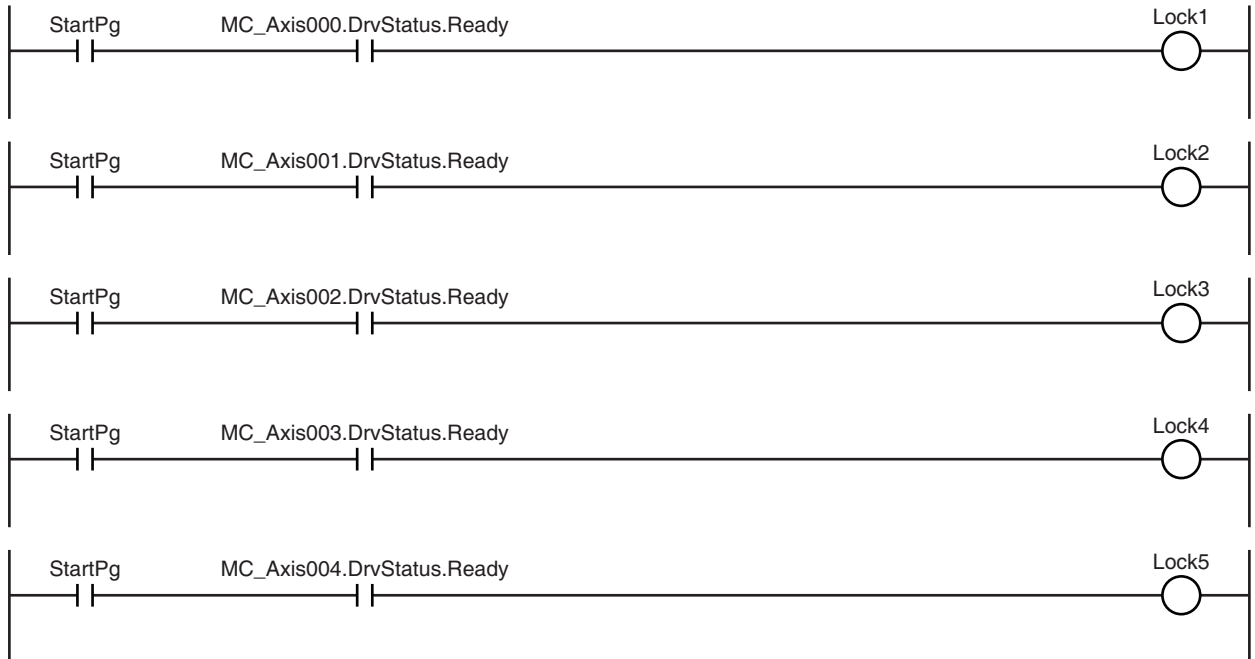 StartPg MC_Axis000.DrvStatus.Ready Lock1
StartPg MC_Axis001.DrvStatus.Ready Lock2
StartPg MC_Axis002.DrvStatus.Ready Lock3
StartPg MC_Axis003.DrvStatus.Ready Lock4
StartPg MC_Axis004.DrvStatus.Ready Lock5